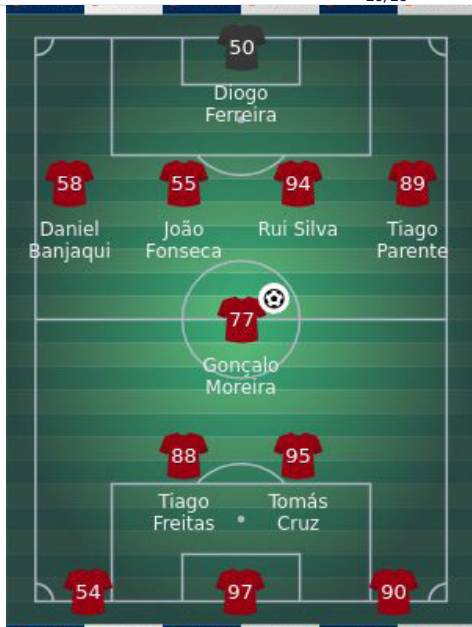 50
Diogo
Ferreira
58
55
94
89
Daniel
Banjaqui
João
Fonseca
Rui Silva
Tiago
Parente
77
Gonçalo
Moreira
88
95
Tiago
Freitas
Tomás
Cruz
54
97
90